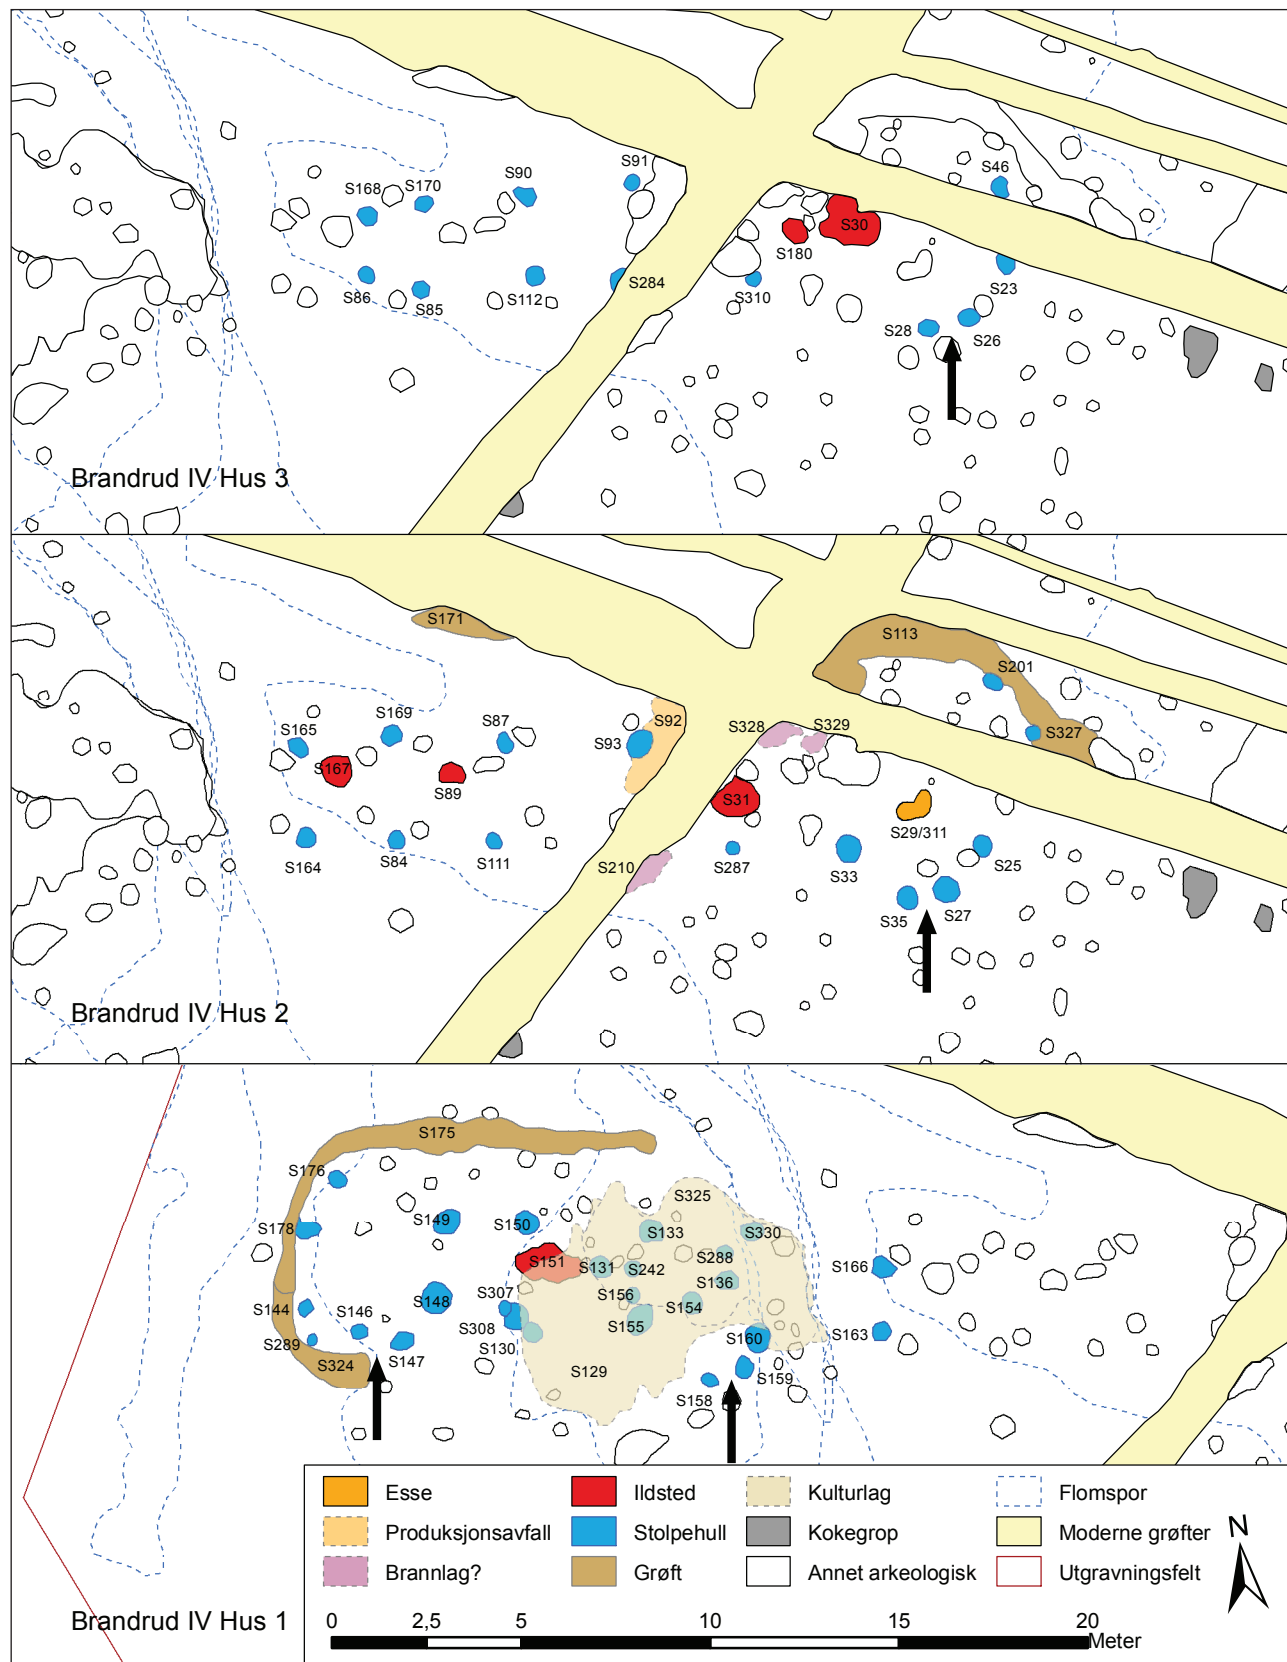 S91
S90
S168 S170
S46
S30
S180
S86 S85 S112 S284 S310
S23
S28 S26
Brandrud IV Hus 3
S171
S113
S201
S165 S169 S87 S93 S92 S328 S329
S327
S167
S89
S31
S29/311
S164 S84 S111 S210 S287 S33 S25
S35 S27
Brandrud IV Hus 2
S175
S176
S325
S178 S149 S150 S133 S330
S151 S131 S242 S288 S166
S307 S156 S136
S144 S146 S148 S308 S155 S154 S160 S163
S289 S147 S130
S324 S129 S159
S158
Esse Ildsted Kulturlag Flomspor
Produksjonsavfall Stolpehull Kokegrop Moderne grøfter
Brannlag? Grøft Annet arkeologisk Utgravningsfelt
N
Brandrud IV Hus 1
0 2,5 5 10 15 20
Meter